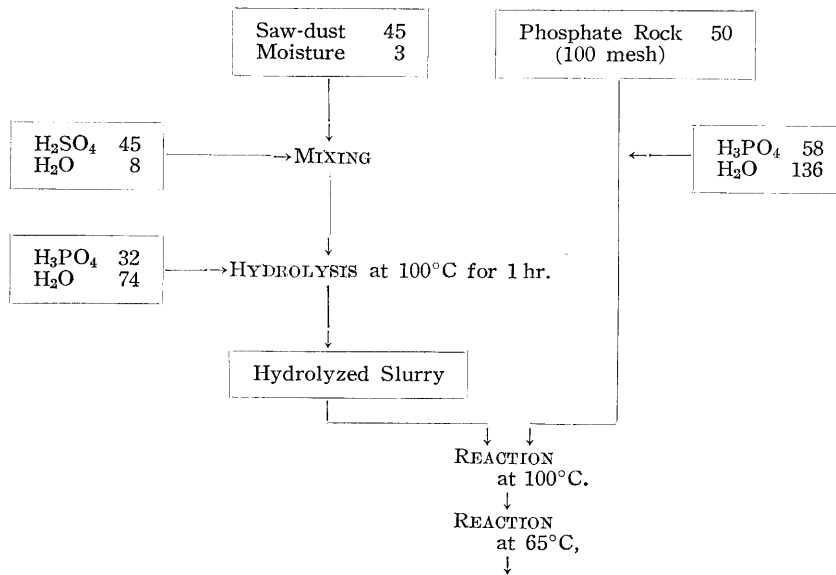 Saw-dust 45
Moisture 3
Phosphate Rock 50
(100 mesh)
H₂SO₄ 45
H₂O 8
MIXING
H₃PO₄ 58
H₂O 136
H₃PO₄ 32
H₂O 74
HYDROLYSIS at 100°C for 1 hr.
Hydrolyzed Slurry
REACTION
at 100°C.
REACTION
at 65°C,